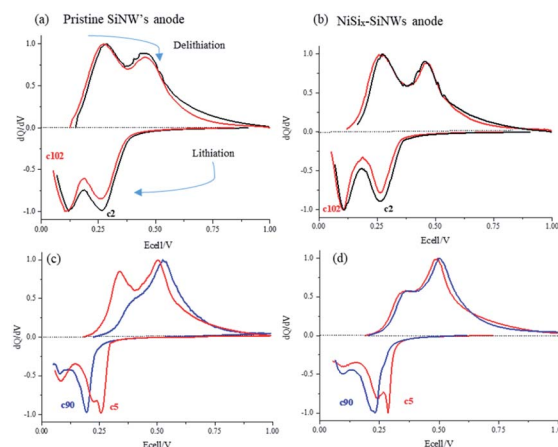 (a) Pristine SiNW's anode
Delithiation
1.0
0.5
0.0
-0.5
-1.0
dQ/dV
c102
Lithiation
c2
0.00 0.25 0.50 0.75 1.00
Ecell/V
(b) NiSiₓ-SiNWs anode
1.0
0.5
0.0
-0.5
-1.0
dQ/dV
c102
c2
0.00 0.25 0.50 0.75 1.00
Ecell/V
(c)
1.0
0.5
0.0
-0.5
-1.0
dQ/dV
c90
c5
0.00 0.25 0.50 0.75 1.00
Ecell/V
(d)
1.0
0.5
0.0
-0.5
-1.0
dQ/dV
c90
c5
0.00 0.25 0.50 0.75 1.00
Ecell/V